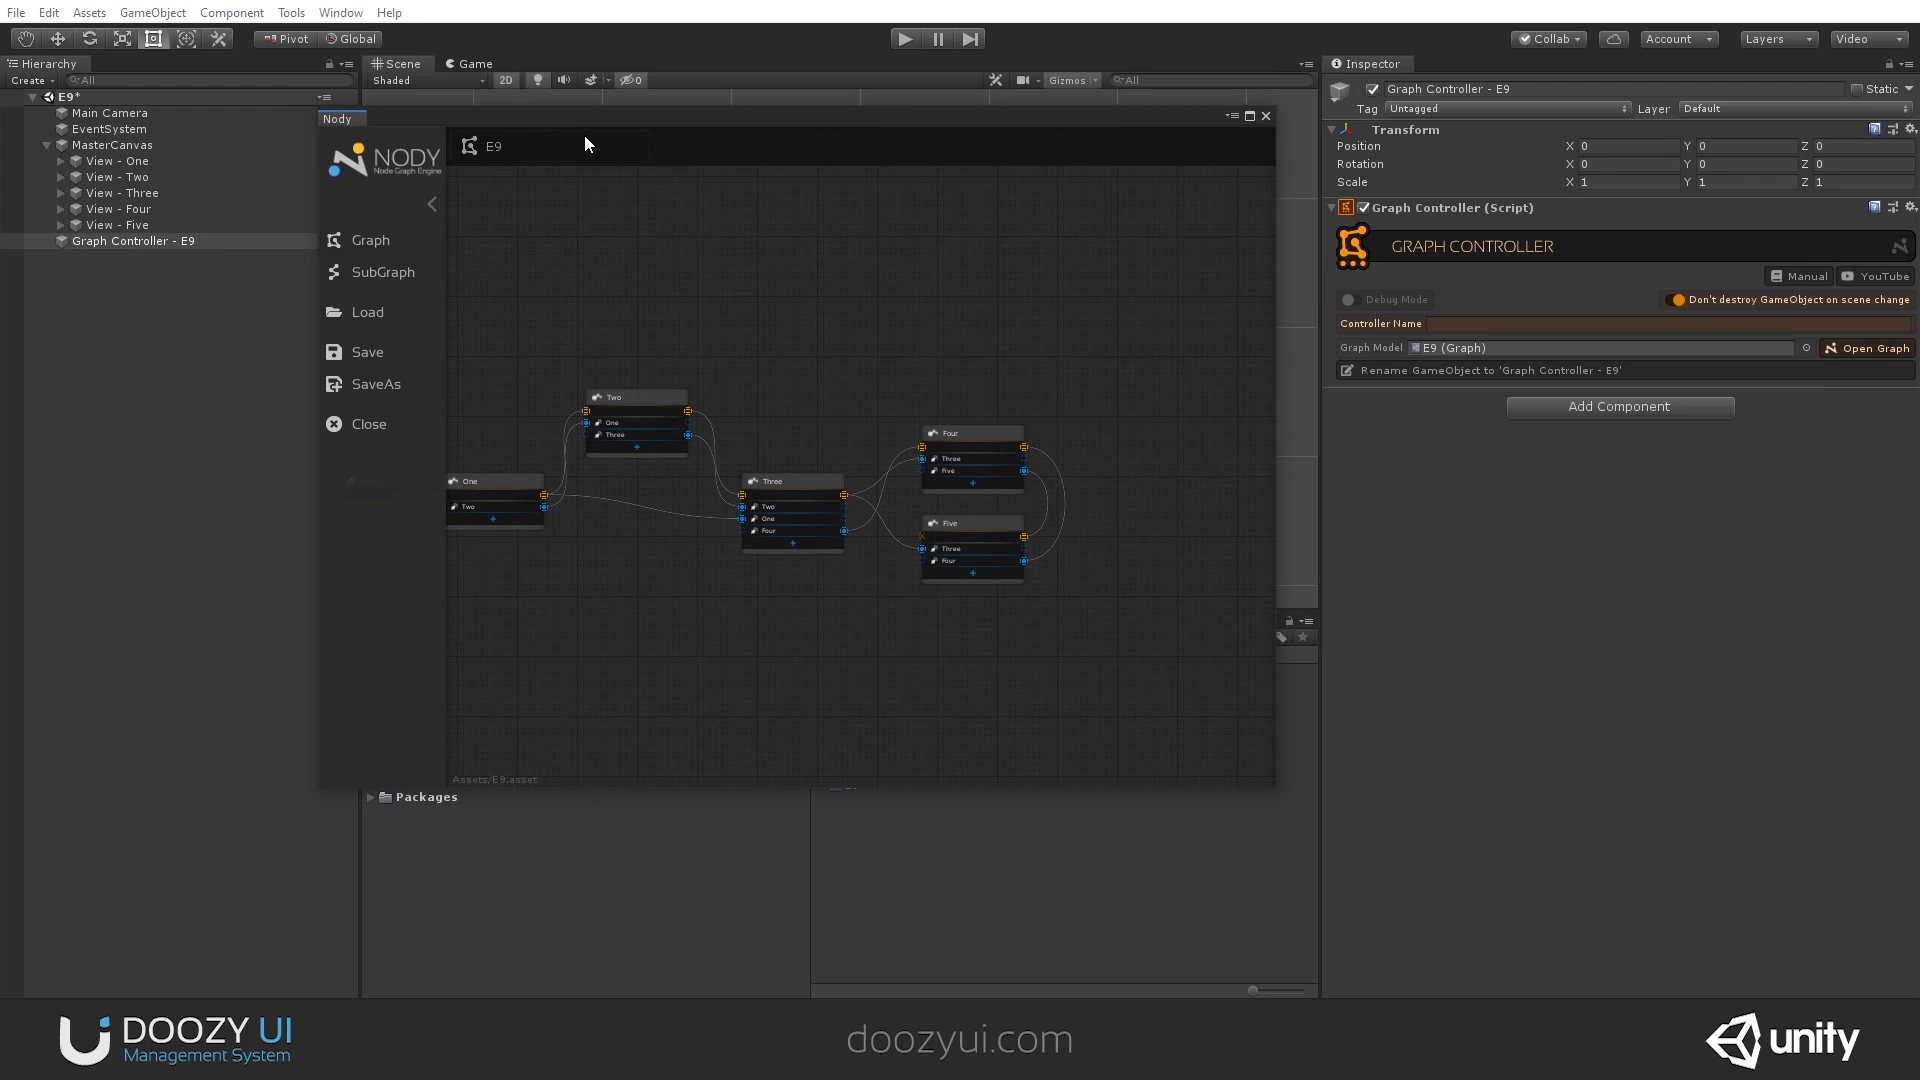 File Edit Assets GameObject Component Tools Window Help
Pivot Global Collab Account Layers Video
Hierarchy
Create All
E9*
Main Camera
EventSystem
MasterCanvas
View - One
View - Two
View - Three
View - Four
View - Five
Graph Controller - E9
Scene Game
Shaded 2D 0 Gizmos All
Nody
NODY
Node Graph Engine
Graph
SubGraph
Load
Save
SaveAs
Close
E9
Two
One
Three
One
Two
Three
Two
One
Four
Four
Three
Five
Five
Three
Four
Assets/E9.asset
Packages
Inspector
Graph Controller - E9 Static
Tag Untagged Layer Default
Transform
Position X 0 Y 0 Z 0
Rotation X 0 Y 0 Z 0
Scale X 1 Y 1 Z 1
Graph Controller (Script)
GRAPH CONTROLLER
Manual YouTube
Debug Mode Don't destroy GameObject on scene change
Controller Name
Graph Model E9 (Graph) Open Graph
Rename GameObject to 'Graph Controller - E9'
Add Component
DOOZY UI
Management System
doozyui.com
unity